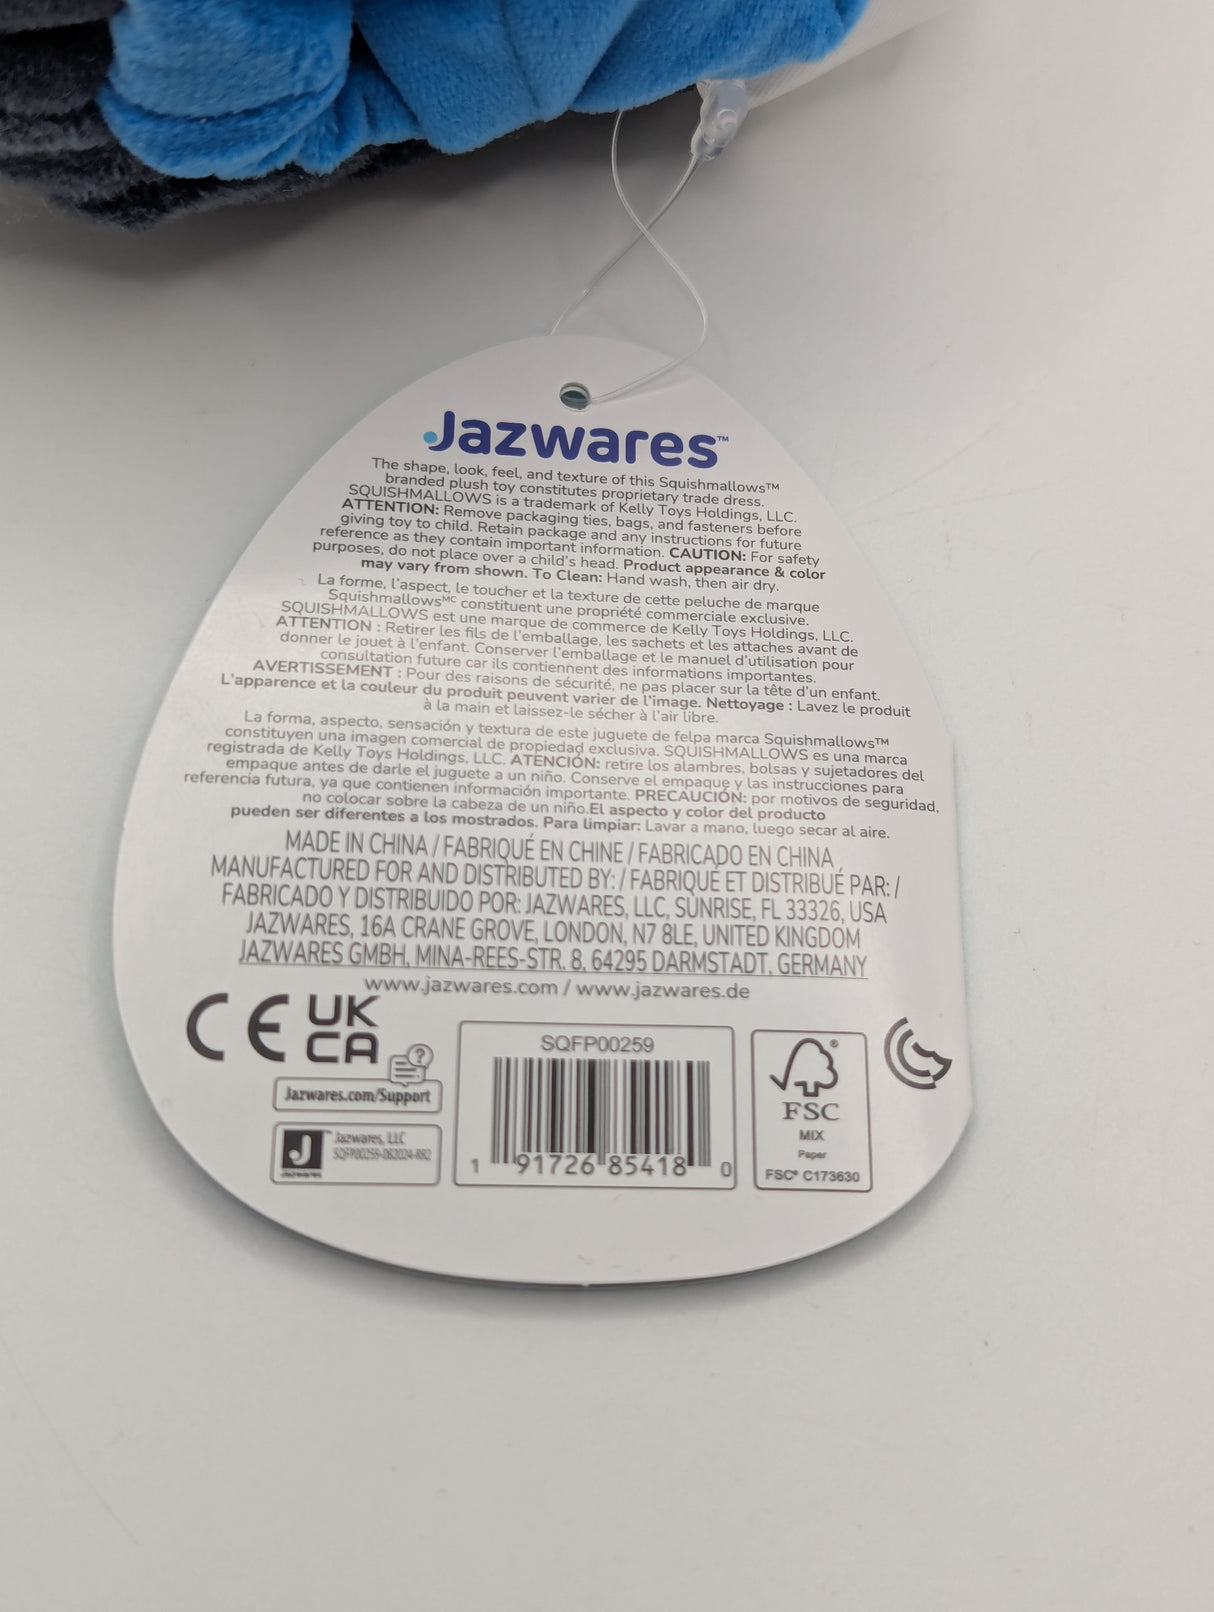 Jazwares™
The shape, look, feel, and texture of this Squishmallows™
branded plush toy constitutes proprietary trade dress.
SQUISHMALLOWS is a trademark of Kelly Toys Holdings, LLC.
ATTENTION: Remove packaging ties, bags, and fasteners before
giving toy to child. Retain package and any instructions for future
reference as they contain important information. CAUTION: For safety
purposes, do not place over a child's head. Product appearance & color
may vary from shown. To Clean: Hand wash, then air dry.
La forme, l'aspect, le toucher et la texture de cette peluche de marque
Squishmallowsᴹᶜ constituent une propriété commerciale exclusive.
SQUISHMALLOWS est une marque de commerce de Kelly Toys Holdings, LLC.
ATTENTION : Retirer les fils de l'emballage, les sachets et les attaches avant de
donner le jouet à l'enfant. Conserver l'emballage et le manuel d'utilisation pour
consultation future car ils contiennent des informations importantes.
AVERTISSEMENT : Pour des raisons de sécurité, ne pas placer sur la tête d'un enfant.
L'apparence et la couleur du produit peuvent varier de l'image. Nettoyage : Lavez le produit
à la main et laissez-le sécher à l'air libre.
La forma, aspecto, sensación y textura de este juguete de felpa marca Squishmallows™
constituyen una imagen comercial de propiedad exclusiva. SQUISHMALLOWS es una marca
registrada de Kelly Toys Holdings, LLC. ATENCIÓN: retire los alambres, bolsas y sujetadores del
empaque antes de darle el juguete a un niño. Conserve el empaque y las instrucciones para
referencia futura, ya que contienen información importante. PRECAUCIÓN: por motivos de seguridad,
no colocar sobre la cabeza de un niño.El aspecto y color del producto
pueden ser diferentes a los mostrados. Para limpiar: Lavar a mano, luego secar al aire.
MADE IN CHINA / FABRIQUÉ EN CHINE / FABRICADO EN CHINA
MANUFACTURED FOR AND DISTRIBUTED BY: / FABRIQUÉ ET DISTRIBUÉ PAR: /
FABRICADO Y DISTRIBUIDO POR: JAZWARES, LLC, SUNRISE, FL 33326, USA
JAZWARES, 16A CRANE GROVE, LONDON, N7 8LE, UNITED KINGDOM
JAZWARES GMBH, MINA-REES-STR. 8, 64295 DARMSTADT, GERMANY
www.jazwares.com / www.jazwares.de
CE UK
CA
Jazwares.com/Support
J™ Jazwares, LLC
SQFP00259-082024-RR2
JAZWARES
SQFP00259
1 91726 85418 0
FSC®
MIX
Paper
FSC® C173630